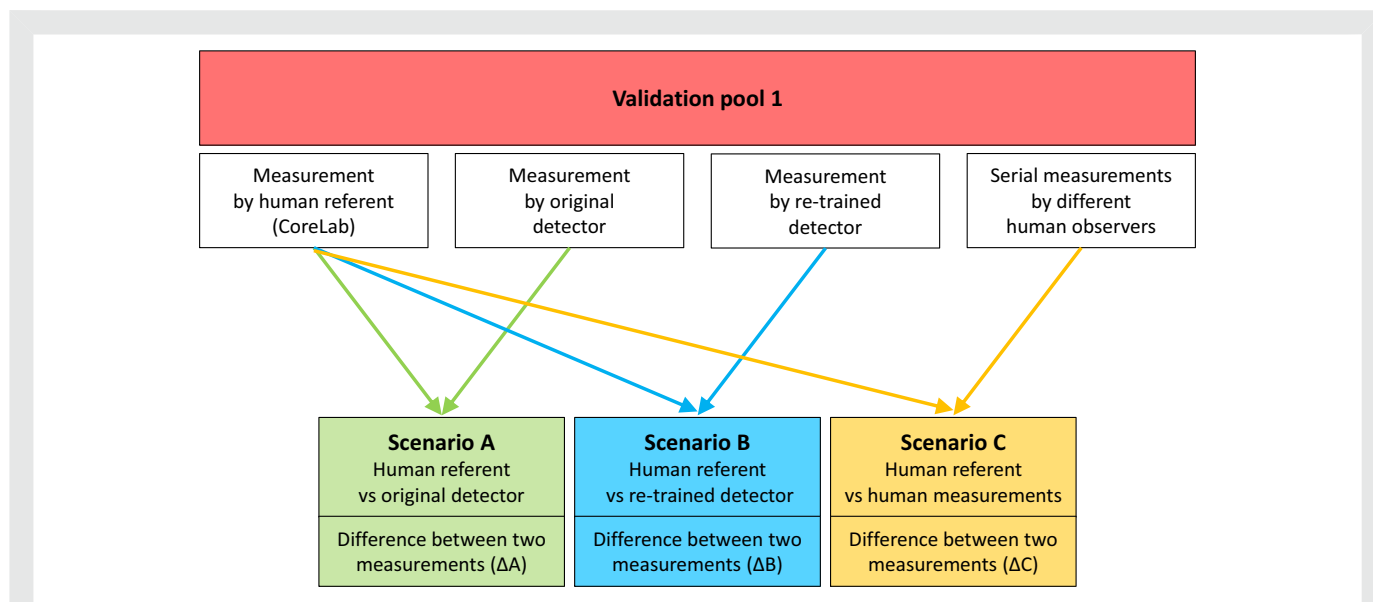 Validation pool 1
Measurement
by human referent
(CoreLab)
Measurement
by original
detector
Measurement
by re-trained
detector
Serial measurements
by different
human observers
Scenario A
Human referent
vs original detector
Difference between two
measurements (ΔA)
Scenario B
Human referent
vs re-trained detector
Difference between two
measurements (ΔB)
Scenario C
Human referent
vs human measurements
Difference between two
measurements (ΔC)